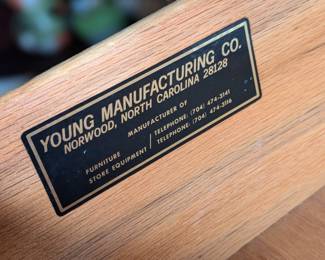 YOUNG MANUFACTURING CO.
NORWOOD, NORTH CAROLINA 28128
MANUFACTURER OF
FURNITURE / TELEPHONE: (704) 474-3141
STORE EQUIPMENT / TELEPHONE: (704) 474-3116